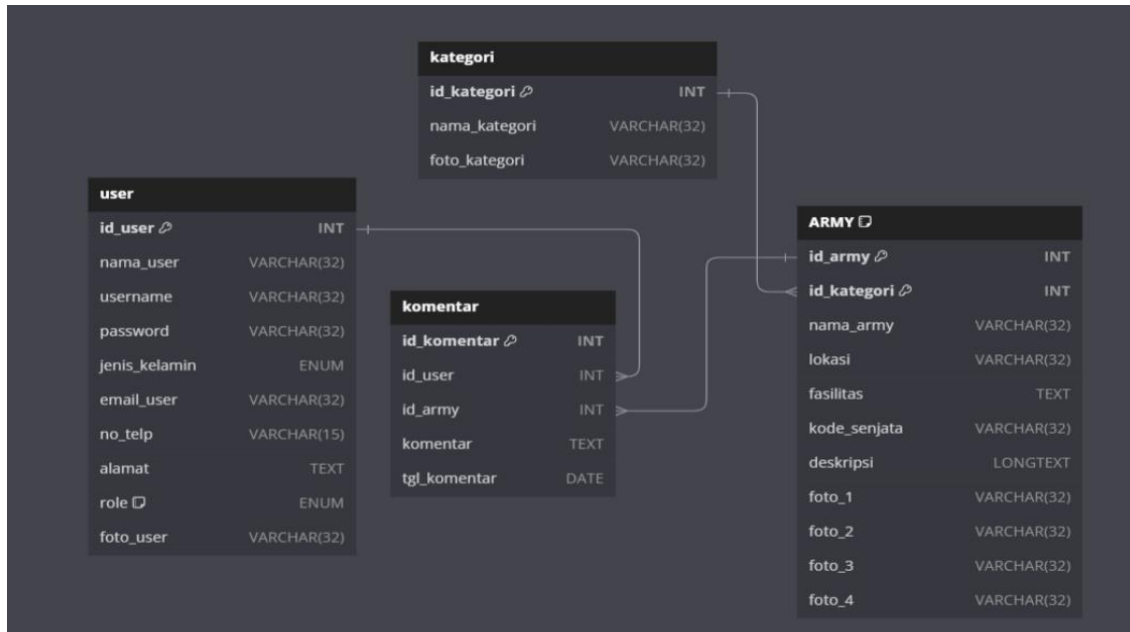 kategori
id_kategori INT
nama_kategori VARCHAR(32)
foto_kategori VARCHAR(32)
user
id_user INT
nama_user VARCHAR(32)
username VARCHAR(32)
password VARCHAR(32)
jenis_kelamin ENUM
email_user VARCHAR(32)
no_telp VARCHAR(15)
alamat TEXT
role ENUM
foto_user VARCHAR(32)
komentar
id_komentar INT
id_user INT
id_army INT
komentar TEXT
tgl_komentar DATE
ARMY
id_army INT
id_kategori INT
nama_army VARCHAR(32)
lokasi VARCHAR(32)
fasilitas TEXT
kode_senjata VARCHAR(32)
deskripsi LONGTEXT
foto_1 VARCHAR(32)
foto_2 VARCHAR(32)
foto_3 VARCHAR(32)
foto_4 VARCHAR(32)